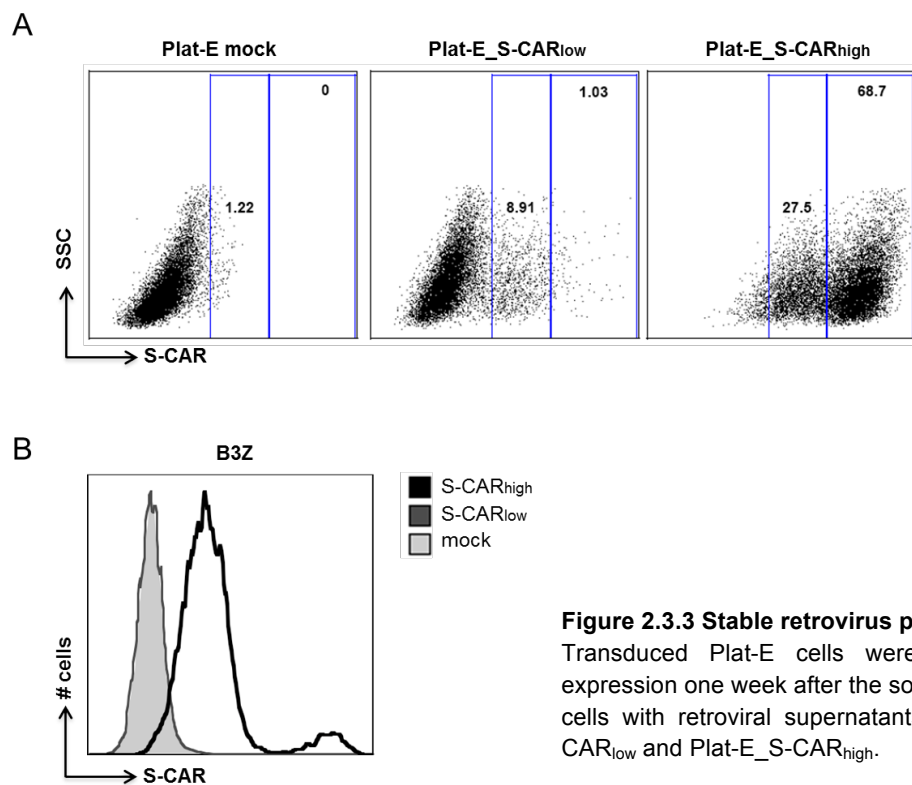 A
Plat-E mock
Plat-E_S-CARlow
Plat-E_S-CARhigh
0
1.03
68.7
1.22
8.91
27.5
SSC
S-CAR
B
B3Z
S-CARhigh
S-CARlow
mock
# cells
S-CAR
Figure 2.3.3 Stable retrovirus p
Transduced Plat-E cells were
expression one week after the so
cells with retroviral supernatant
CARlow and Plat-E_S-CARhigh.